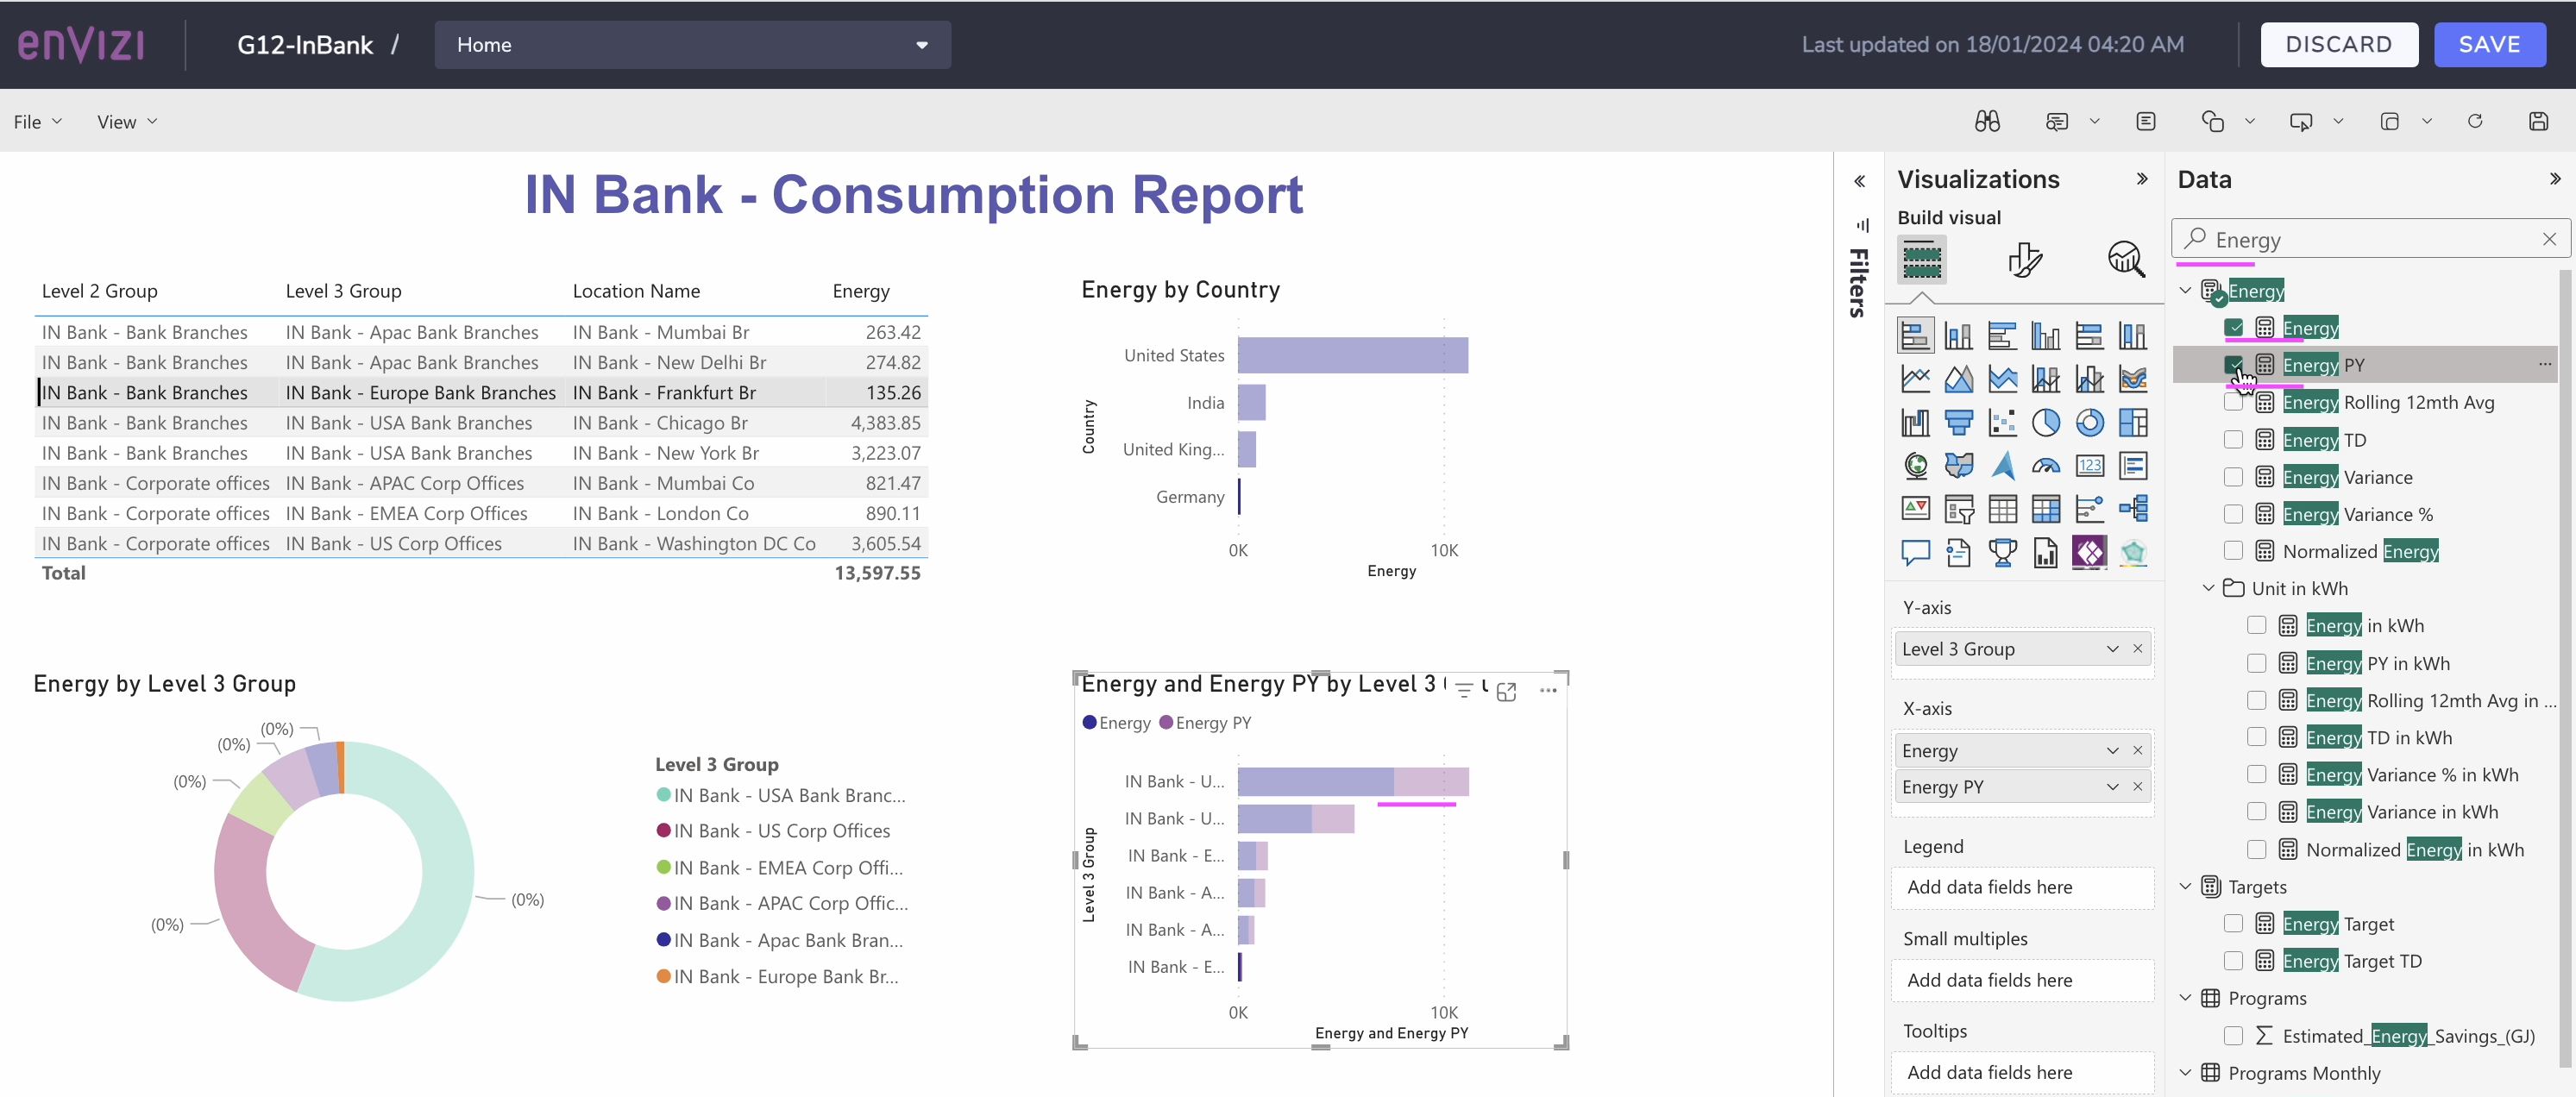 enVIZI
G12-InBank /
Home
Last updated on 18/01/2024 04:20 AM
DISCARD
SAVE
File
View
IN Bank - Consumption Report
Level 2 Group Level 3 Group Location Name Energy
IN Bank - Bank Branches IN Bank - Apac Bank Branches IN Bank - Mumbai Br 263.42
IN Bank - Bank Branches IN Bank - Apac Bank Branches IN Bank - New Delhi Br 274.82
IN Bank - Bank Branches IN Bank - Europe Bank Branches IN Bank - Frankfurt Br 135.26
IN Bank - Bank Branches IN Bank - USA Bank Branches IN Bank - Chicago Br 4,383.85
IN Bank - Bank Branches IN Bank - USA Bank Branches IN Bank - New York Br 3,223.07
IN Bank - Corporate offices IN Bank - APAC Corp Offices IN Bank - Mumbai Co 821.47
IN Bank - Corporate offices IN Bank - EMEA Corp Offices IN Bank - London Co 890.11
IN Bank - Corporate offices IN Bank - US Corp Offices IN Bank - Washington DC Co 3,605.54
Total 13,597.55
Energy by Country
Country
United States
India
United King...
Germany
0K 10K
Energy
Energy by Level 3 Group
(0%)
(0%)
(0%)
(0%)
(0%)
Level 3 Group
IN Bank - USA Bank Branc...
IN Bank - US Corp Offices
IN Bank - EMEA Corp Offi...
IN Bank - APAC Corp Offic...
IN Bank - Apac Bank Bran...
IN Bank - Europe Bank Br...
Energy and Energy PY by Level 3
Energy Energy PY
Level 3 Group
IN Bank - U...
IN Bank - U...
IN Bank - E...
IN Bank - A...
IN Bank - A...
IN Bank - E...
0K 10K
Energy and Energy PY
Filters
Visualizations
Build visual
123
Y-axis
Level 3 Group
X-axis
Energy
Energy PY
Legend
Add data fields here
Small multiples
Add data fields here
Tooltips
Add data fields here
Data
Energy
Energy
Energy
Energy PY
Energy Rolling 12mth Avg
Energy TD
Energy Variance
Energy Variance %
Normalized Energy
Unit in kWh
Energy in kWh
Energy PY in kWh
Energy Rolling 12mth Avg in ...
Energy TD in kWh
Energy Variance % in kWh
Energy Variance in kWh
Normalized Energy in kWh
Targets
Energy Target
Energy Target TD
Programs
Estimated_Energy_Savings_(GJ)
Programs Monthly